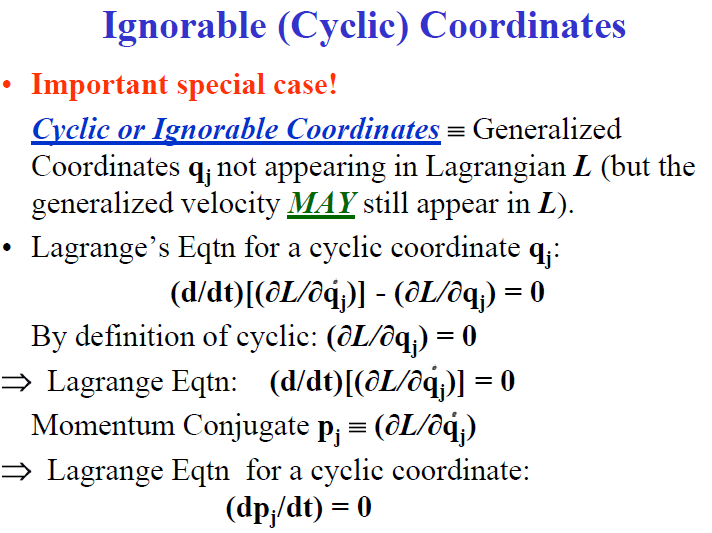 Ignorable (Cyclic) Coordinates
• Important special case!
Cyclic or Ignorable Coordinates ≡ Generalized
Coordinates qⱼ not appearing in Lagrangian L (but the
generalized velocity MAY still appear in L).
• Lagrange’s Eqtn for a cyclic coordinate qⱼ:
(d/dt)[(∂L/∂q̇ⱼ)] - (∂L/∂qⱼ) = 0
By definition of cyclic: (∂L/∂qⱼ) = 0
⇒ Lagrange Eqtn: (d/dt)[(∂L/∂q̇ⱼ)] = 0
Momentum Conjugate pⱼ ≡ (∂L/∂q̇ⱼ)
⇒ Lagrange Eqtn for a cyclic coordinate:
(dpⱼ/dt) = 0